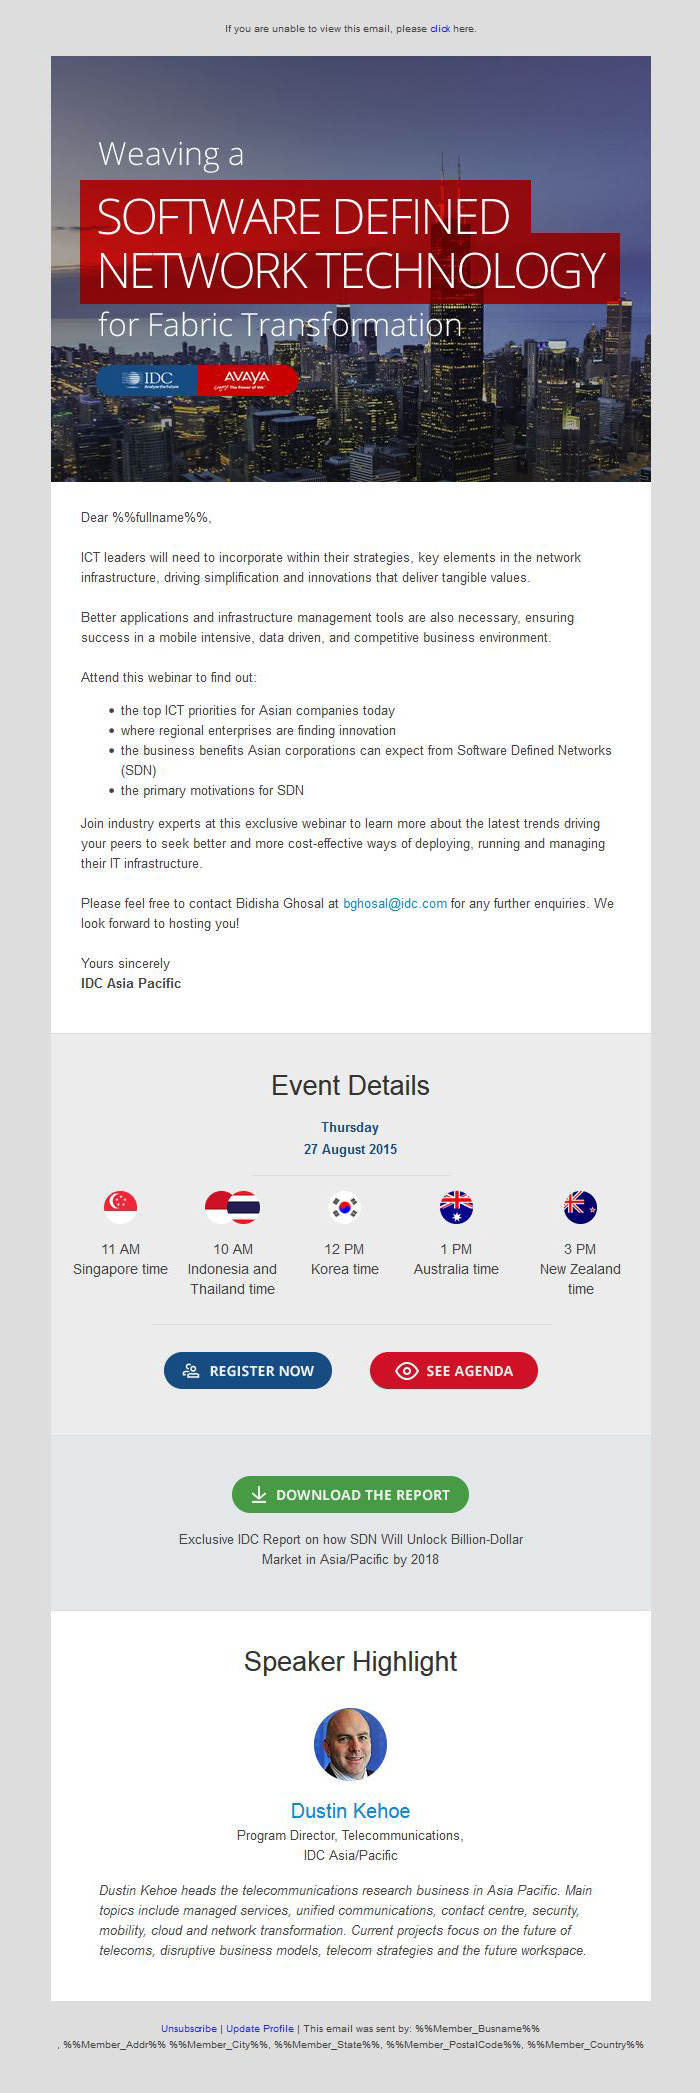 If you are unable to view this email, please click here.
Weaving a
SOFTWARE DEFINED
NETWORK TECHNOLOGY
for Fabric Transformation
IDC
Analyze the Future
AVAYA
The Power of We
Dear %%fullname%%,
ICT leaders will need to incorporate within their strategies, key elements in the network
infrastructure, driving simplification and innovations that deliver tangible values.
Better applications and infrastructure management tools are also necessary, ensuring
success in a mobile intensive, data driven, and competitive business environment.
Attend this webinar to find out:
• the top ICT priorities for Asian companies today
• where regional enterprises are finding innovation
• the business benefits Asian corporations can expect from Software Defined Networks
(SDN)
• the primary motivations for SDN
Join industry experts at this exclusive webinar to learn more about the latest trends driving
your peers to seek better and more cost-effective ways of deploying, running and managing
their IT infrastructure.
Please feel free to contact Bidisha Ghosal at bghosal@idc.com for any further enquiries. We
look forward to hosting you!
Yours sincerely
IDC Asia Pacific
Event Details
Thursday
27 August 2015
11 AM
Singapore time
10 AM
Indonesia and
Thailand time
12 PM
Korea time
1 PM
Australia time
3 PM
New Zealand
time
REGISTER NOW
SEE AGENDA
DOWNLOAD THE REPORT
Exclusive IDC Report on how SDN Will Unlock Billion-Dollar
Market in Asia/Pacific by 2018
Speaker Highlight
Dustin Kehoe
Program Director, Telecommunications,
IDC Asia/Pacific
Dustin Kehoe heads the telecommunications research business in Asia Pacific. Main
topics include managed services, unified communications, contact centre, security,
mobility, cloud and network transformation. Current projects focus on the future of
telecoms, disruptive business models, telecom strategies and the future workspace.
Unsubscribe | Update Profile | This email was sent by: %%Member_Busname%%
, %%Member_Addr%% %%Member_City%%, %%Member_State%%, %%Member_PostalCode%%, %%Member_Country%%